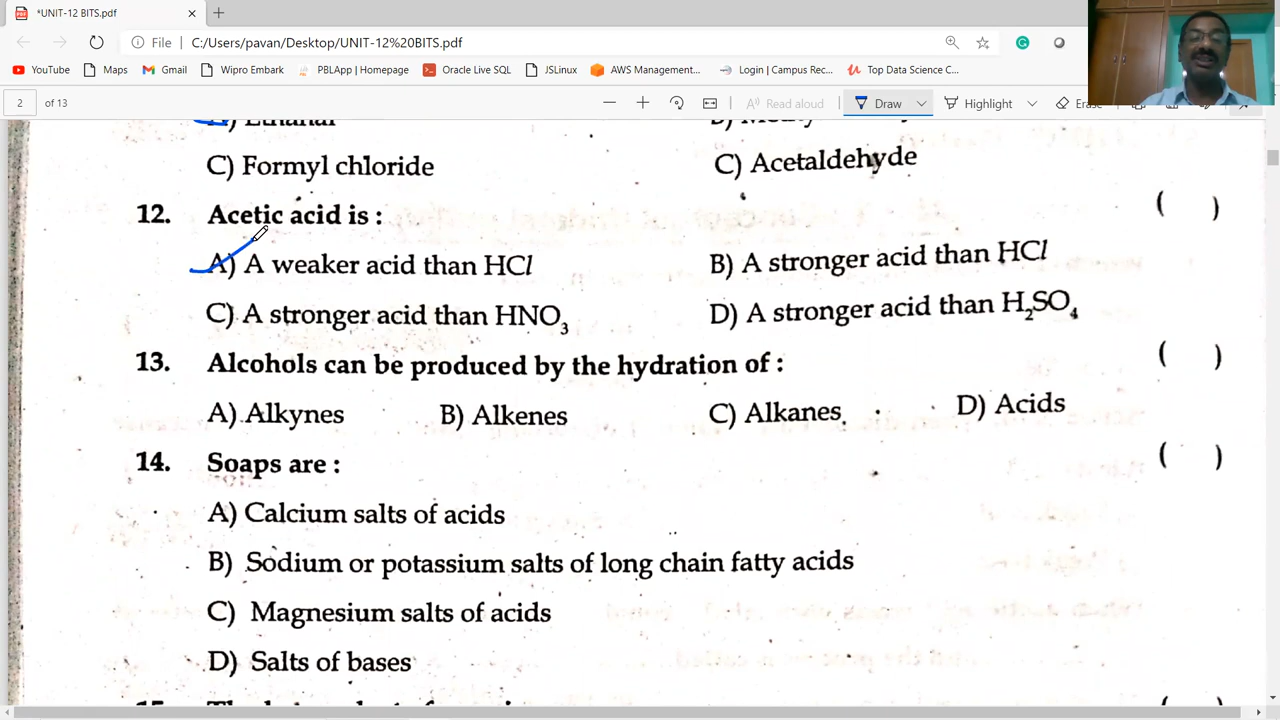 *UNIT-12 BITS.pdf
File C:/Users/pavan/Desktop/UNIT-12%20BITS.pdf
YouTube Maps Gmail Wipro Embark PBLApp | Homepage Oracle Live SQL JSLinux AWS Management... Login | Campus Rec... Top Data Science C...
2 of 13 Read aloud Draw Highlight Erase
Ethanal
C) Formyl chloride C) Acetaldehyde
12. Acetic acid is : ( )
A) A weaker acid than HCl B) A stronger acid than HCl
C) A stronger acid than HNO3 D) A stronger acid than H2SO4
13. Alcohols can be produced by the hydration of : ( )
A) Alkynes B) Alkenes C) Alkanes D) Acids
14. Soaps are : ( )
A) Calcium salts of acids
B) Sodium or potassium salts of long chain fatty acids
C) Magnesium salts of acids
D) Salts of bases